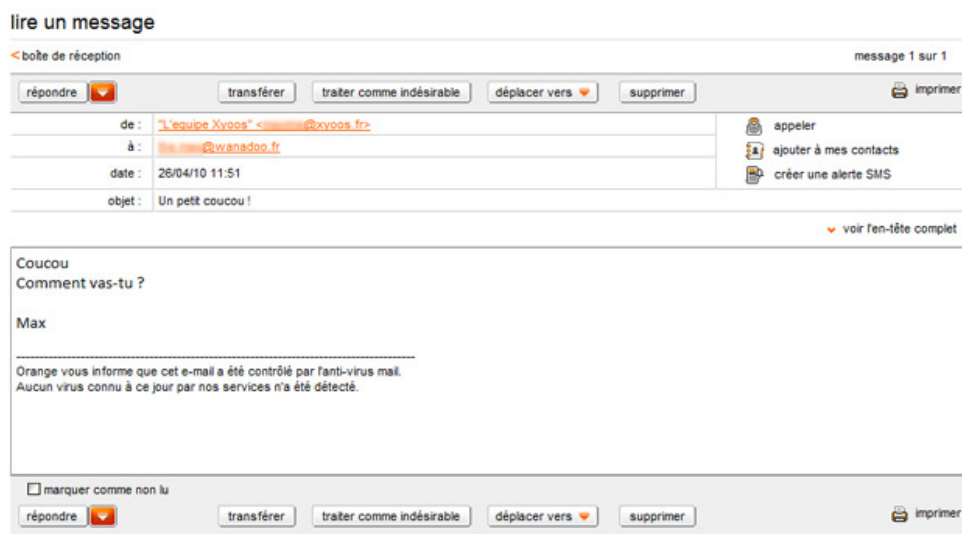 lire un message
< boîte de réception
message 1 sur 1
répondre transférer traiter comme indésirable déplacer vers supprimer imprimer
de : "L'equipe Xyoos" < @xyoos.fr>
appeler
à : @wanadoo.fr
ajouter à mes contacts
date : 26/04/10 11:51
créer une alerte SMS
objet : Un petit coucou !
voir l'en-tête complet
Coucou
Comment vas-tu ?
Max
Orange vous informe que cet e-mail a été contrôlé par l'anti-virus mail.
Aucun virus connu à ce jour par nos services n'a été détecté.
marquer comme non lu
répondre transférer traiter comme indésirable déplacer vers supprimer imprimer